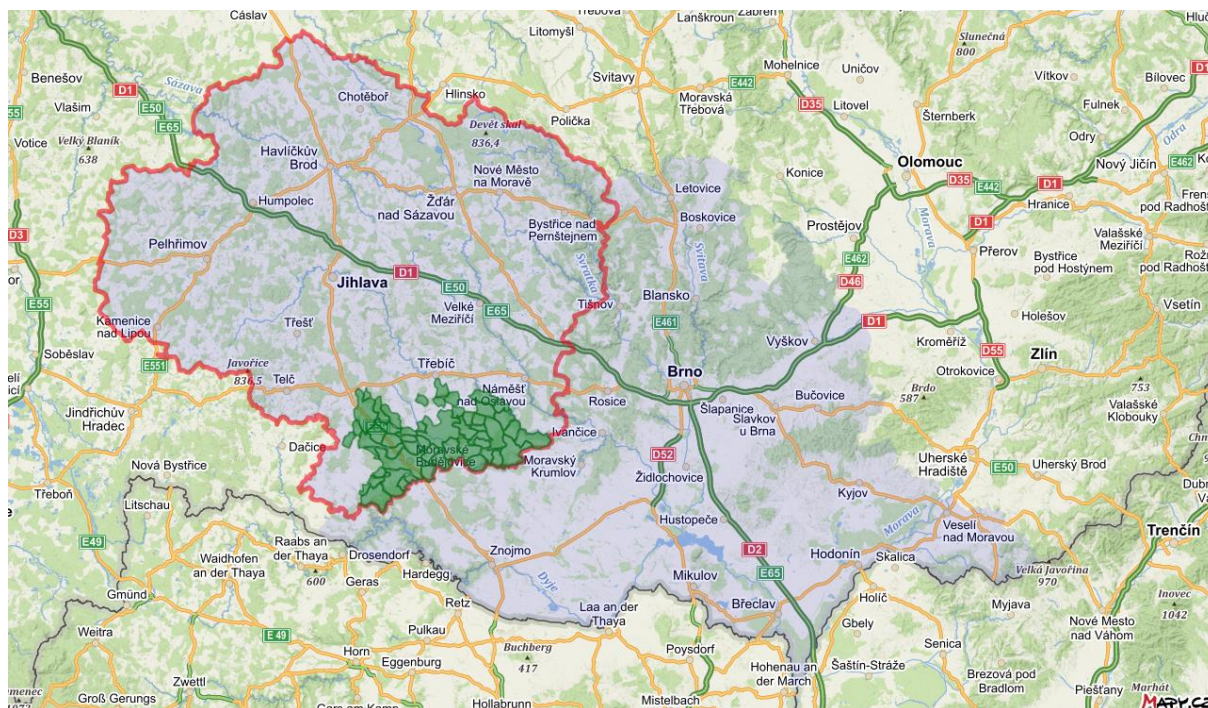 Čáslav
Litomyšl
Lanškroun
Zábřeh
Benešov
D1
E50
E65
Sázava
Vlašim
Velký Blaník
638
Votice
Chotěboř
Hlinsko
Devět skal
836,4
Polička
Svitavy
Moravská
Třebová
E442
Mohelnice
D35
Uničov
Litovel
Slunečná
800
Šternberk
Vítkov
Bílovec
Fulnek
Odry
Odra
D1
Havlíčkův
Brod
Nové Město
na Moravě
Žďár
nad Sázavou
Humpolec
Pelhřimov
Bystřice nad
Pernštejnem
Letovice
Boskovice
Konice
Olomouc
D35
E442
D1
Nový Jičín
E462
Hranice
Prostějov
Morava
Přerov
D1
E462
D46
Valašské
Meziříčí
Bystřice
pod Hostýnem
D3
E55
Jihlava
D1
E50
E65
Svratka
Svitava
Tišnov
Blansko
E461
Velké
Meziříčí
Třešť
Kamenice
nad Lipou
Soběslav
E551
Javořice
836,5
Telč
Třebíč
Náměšť
nad Oslavou
Rosice
Brno
Vyškov
D1
Kroměříž
Holešov
Vsetín
D55
Zlín
Otrokovice
Šlapanice
Slavkov
u Brna
Bučovice
Brdo
587
753
Valašské
Klobouky
Jindřichův
Hradec
Dačice
Moravské
Budějovice
Ivančice
Moravský
Krumlov
D52
Židlochovice
Nová Bystřice
Třeboň
Litschau
Uherské
Hradiště
E50
Uherský Brod
Kyjov
Morava
Veselí
nad Moravou
Trenčín
E49
Waidhofen
an der Thaya
Raabs an
der Thaya
600
Drosendorf
Geras
Hardegg
Znojmo
Dyje
Hustopeče
D2
E65
Hodonín
Skalica
Velká Javořina
970
Mikulov
Břeclav
Holíč
Gmünd
Retz
Laa an der
Thaya
Gbely
Senica
Myjava
Inovec
1042
Nové Mesto
nad Váhom
Weitra
E 49
Horn
Pulkau
Eggenburg
Buchberg
417
Poysdorf
Hohenau an
der March
Šaštín-Stráže
Brezová pod
Bradlom
Marhát
Piešťany
Groß Gerungs
Zwettl
Hollabrunn
Mistelbach
MAPY.CZ